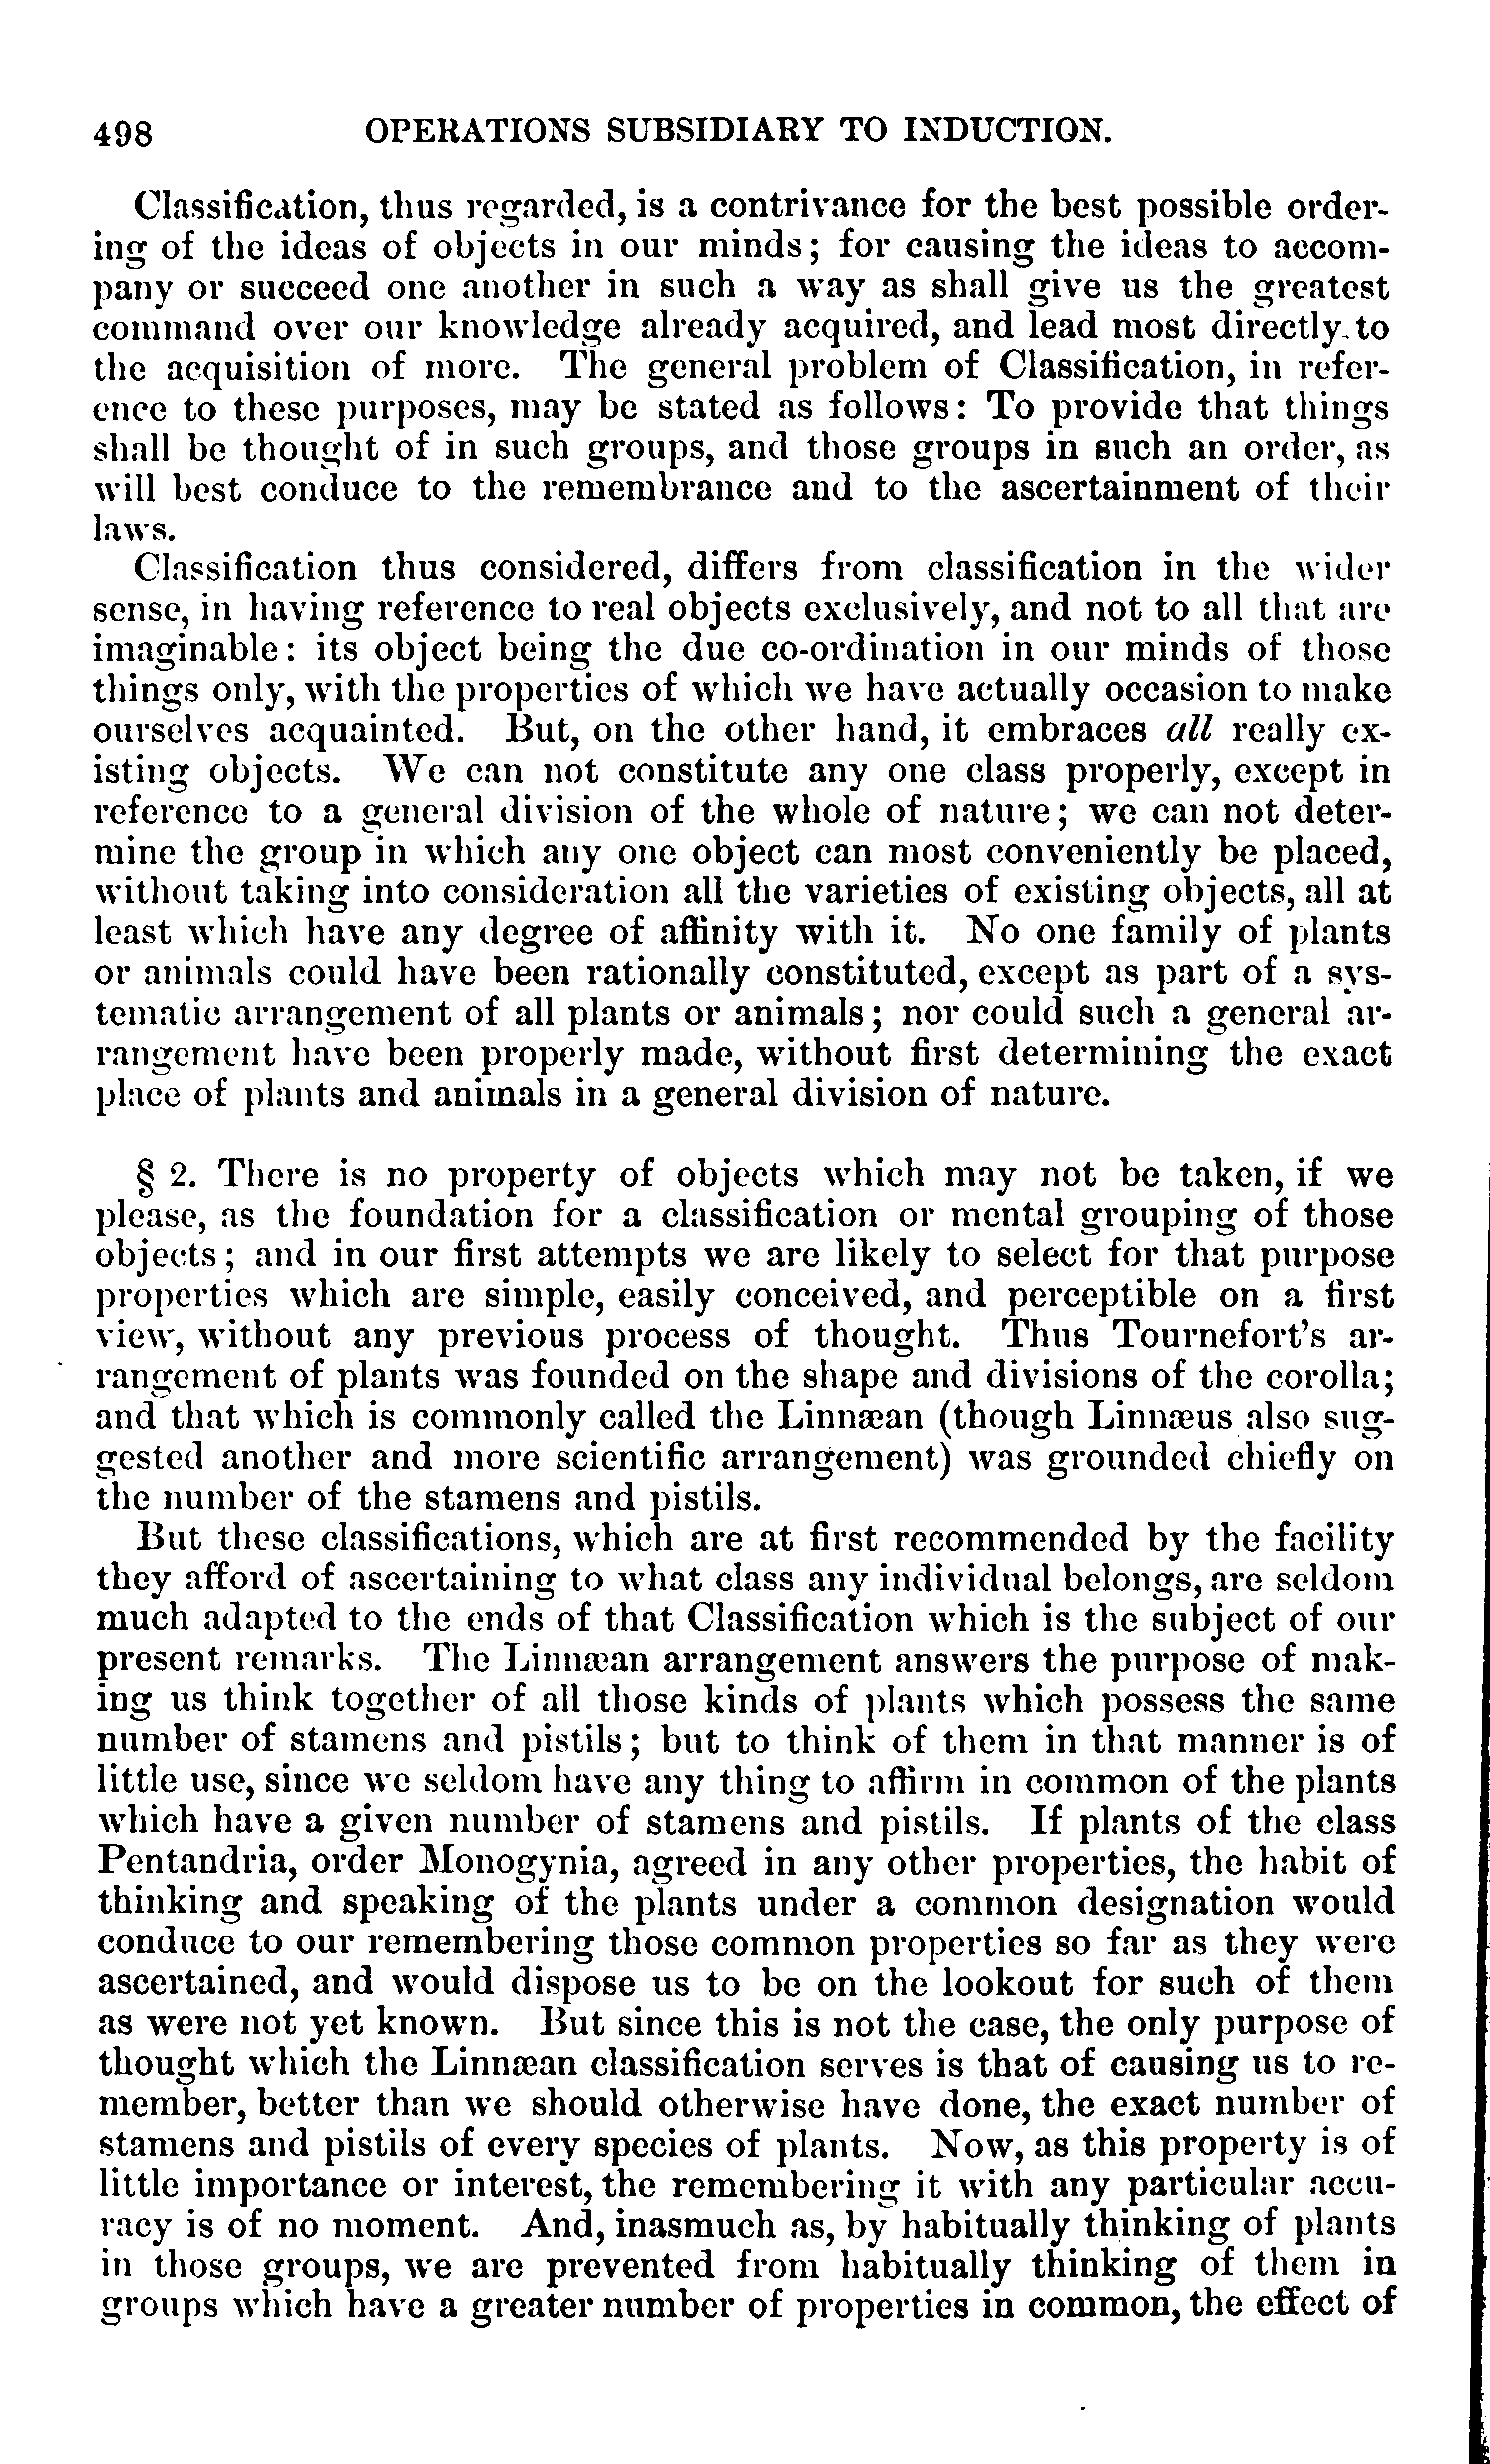 498 OPERATIONS SUBSIDIARY TO INDUCTION.
Classification, thus regarded, is a contrivance for the best possible order-
ing of the ideas of objects in our minds; for causing the ideas to accom-
pany or succeed one another in such a way as shall give us the greatest
command over our knowledge already acquired, and lead most directly to
the acquisition of more. The general problem of Classification, in refer-
ence to these purposes, may be stated as follows: To provide that things
shall be thought of in such groups, and those groups in such an order, as
will best conduce to the remembrance and to the ascertainment of their
laws.
Classification thus considered, differs from classification in the wider
sense, in having reference to real objects exclusively, and not to all that are
imaginable: its object being the due co-ordination in our minds of those
things only, with the properties of which we have actually occasion to make
ourselves acquainted. But, on the other hand, it embraces all really ex-
isting objects. We can not constitute any one class properly, except in
reference to a general division of the whole of nature; we can not deter-
mine the group in which any one object can most conveniently be placed,
without taking into consideration all the varieties of existing objects, all at
least which have any degree of affinity with it. No one family of plants
or animals could have been rationally constituted, except as part of a sys-
tematic arrangement of all plants or animals; nor could such a general ar-
rangement have been properly made, without first determining the exact
place of plants and animals in a general division of nature.
§ 2. There is no property of objects which may not be taken, if we
please, as the foundation for a classification or mental grouping of those
objects; and in our first attempts we are likely to select for that purpose
properties which are simple, easily conceived, and perceptible on a first
view, without any previous process of thought. Thus Tournefort's ar-
rangement of plants was founded on the shape and divisions of the corolla;
and that which is commonly called the Linnæan (though Linnæus also sug-
gested another and more scientific arrangement) was grounded chiefly on
the number of the stamens and pistils.
But these classifications, which are at first recommended by the facility
they afford of ascertaining to what class any individual belongs, are seldom
much adapted to the ends of that Classification which is the subject of our
present remarks. The Linnæan arrangement answers the purpose of mak-
ing us think together of all those kinds of plants which possess the same
number of stamens and pistils; but to think of them in that manner is of
little use, since we seldom have any thing to affirm in common of the plants
which have a given number of stamens and pistils. If plants of the class
Pentandria, order Monogynia, agreed in any other properties, the habit of
thinking and speaking of the plants under a common designation would
conduce to our remembering those common properties so far as they were
ascertained, and would dispose us to be on the lookout for such of them
as were not yet known. But since this is not the case, the only purpose of
thought which the Linnæan classification serves is that of causing us to re-
member, better than we should otherwise have done, the exact number of
stamens and pistils of every species of plants. Now, as this property is of
little importance or interest, the remembering it with any particular accu-
racy is of no moment. And, inasmuch as, by habitually thinking of plants
in those groups, we are prevented from habitually thinking of them in
groups which have a greater number of properties in common, the effect of